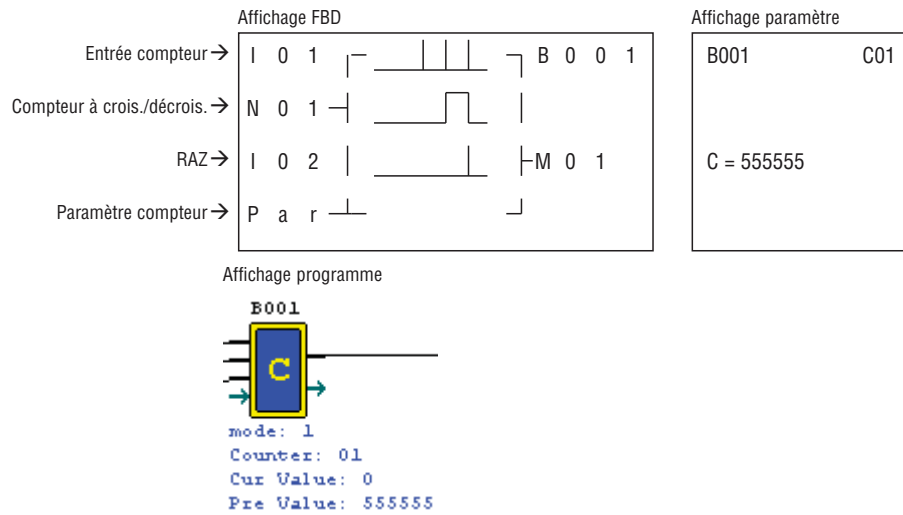 Affichage FBD
Affichage paramètre
Entrée compteur → I 0 1 B 0 0 1
B001 C01
Compteur à crois./décrois. → N 0 1
RAZ → I 0 2 M 0 1
C = 555555
Paramètre compteur → P a r
Affichage programme
B001
C
mode: 1
Counter: 01
Cur Value: 0
Pre Value: 555555